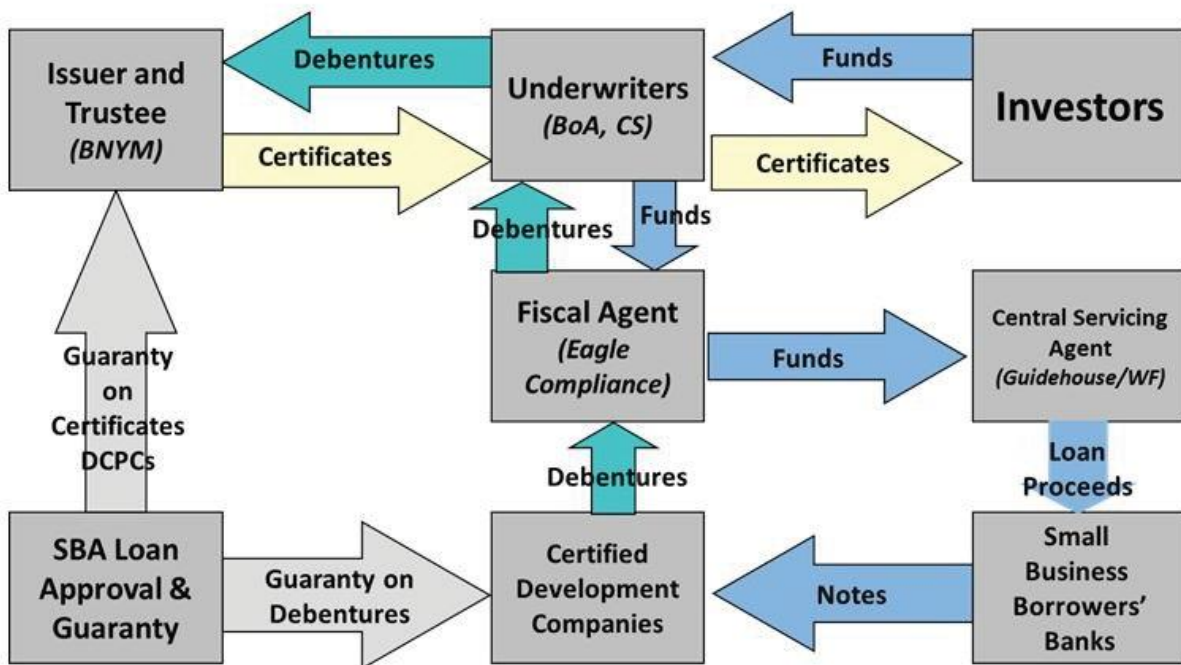 Issuer and
Trustee
(BNYM)
Debentures
Certificates
Underwriters
(BoA, CS)
Funds
Certificates
Investors
Debentures
Funds
Guaranty
on
Certificates
DCPCs
Fiscal Agent
(Eagle
Compliance)
Funds
Central Servicing
Agent
(Guidehouse/WF)
Debentures
Loan
Proceeds
SBA Loan
Approval &
Guaranty
Guaranty on
Debentures
Certified
Development
Companies
Notes
Small
Business
Borrowers’
Banks